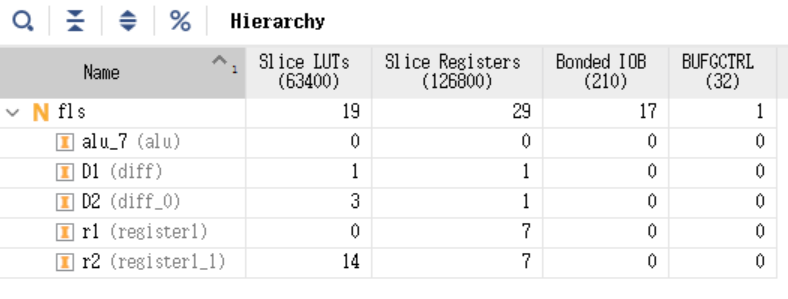 Hierarchy
Name 1 Slice LUTs (63400) Slice Registers (126800) Bonded IOB (210) BUFGCTRL (32)
N fls 19 29 17 1
I alu_7 (alu) 0 0 0 0
I D1 (diff) 1 1 0 0
I D2 (diff_0) 3 1 0 0
I r1 (register1) 0 7 0 0
I r2 (register1_1) 14 7 0 0